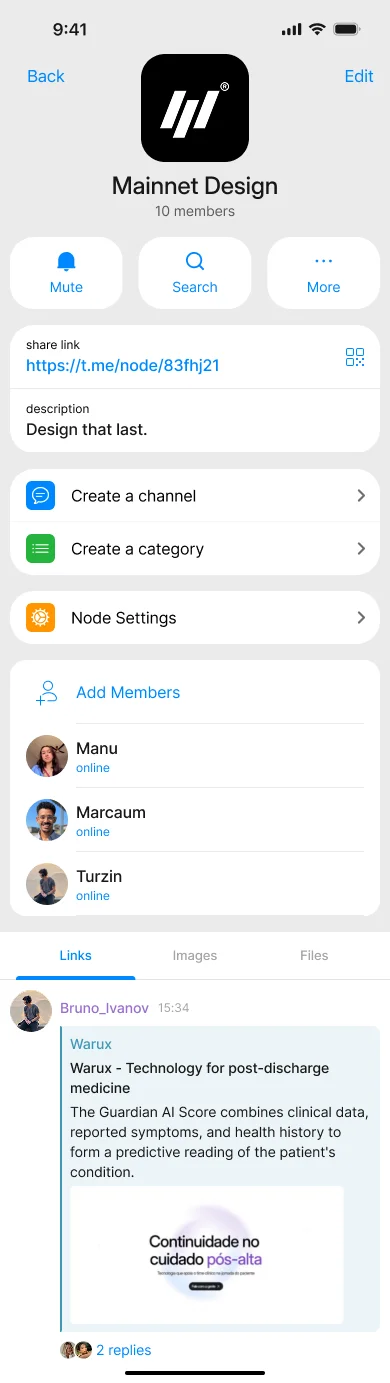 9:41
Back
Edit
®
Mainnet Design
10 members
Mute
Search
More
share link
https://t.me/node/83fhj21
description
Design that last.
Create a channel
Create a category
Node Settings
Add Members
Manu
online
Marcaum
online
Turzin
online
Links
Images
Files
Bruno_Ivanov 15:34
Warux
Warux - Technology for post-discharge
medicine
The Guardian AI Score combines clinical data,
reported symptoms, and health history to
form a predictive reading of the patient's
condition.
Continuidade no
cuidado pós-alta
2 replies